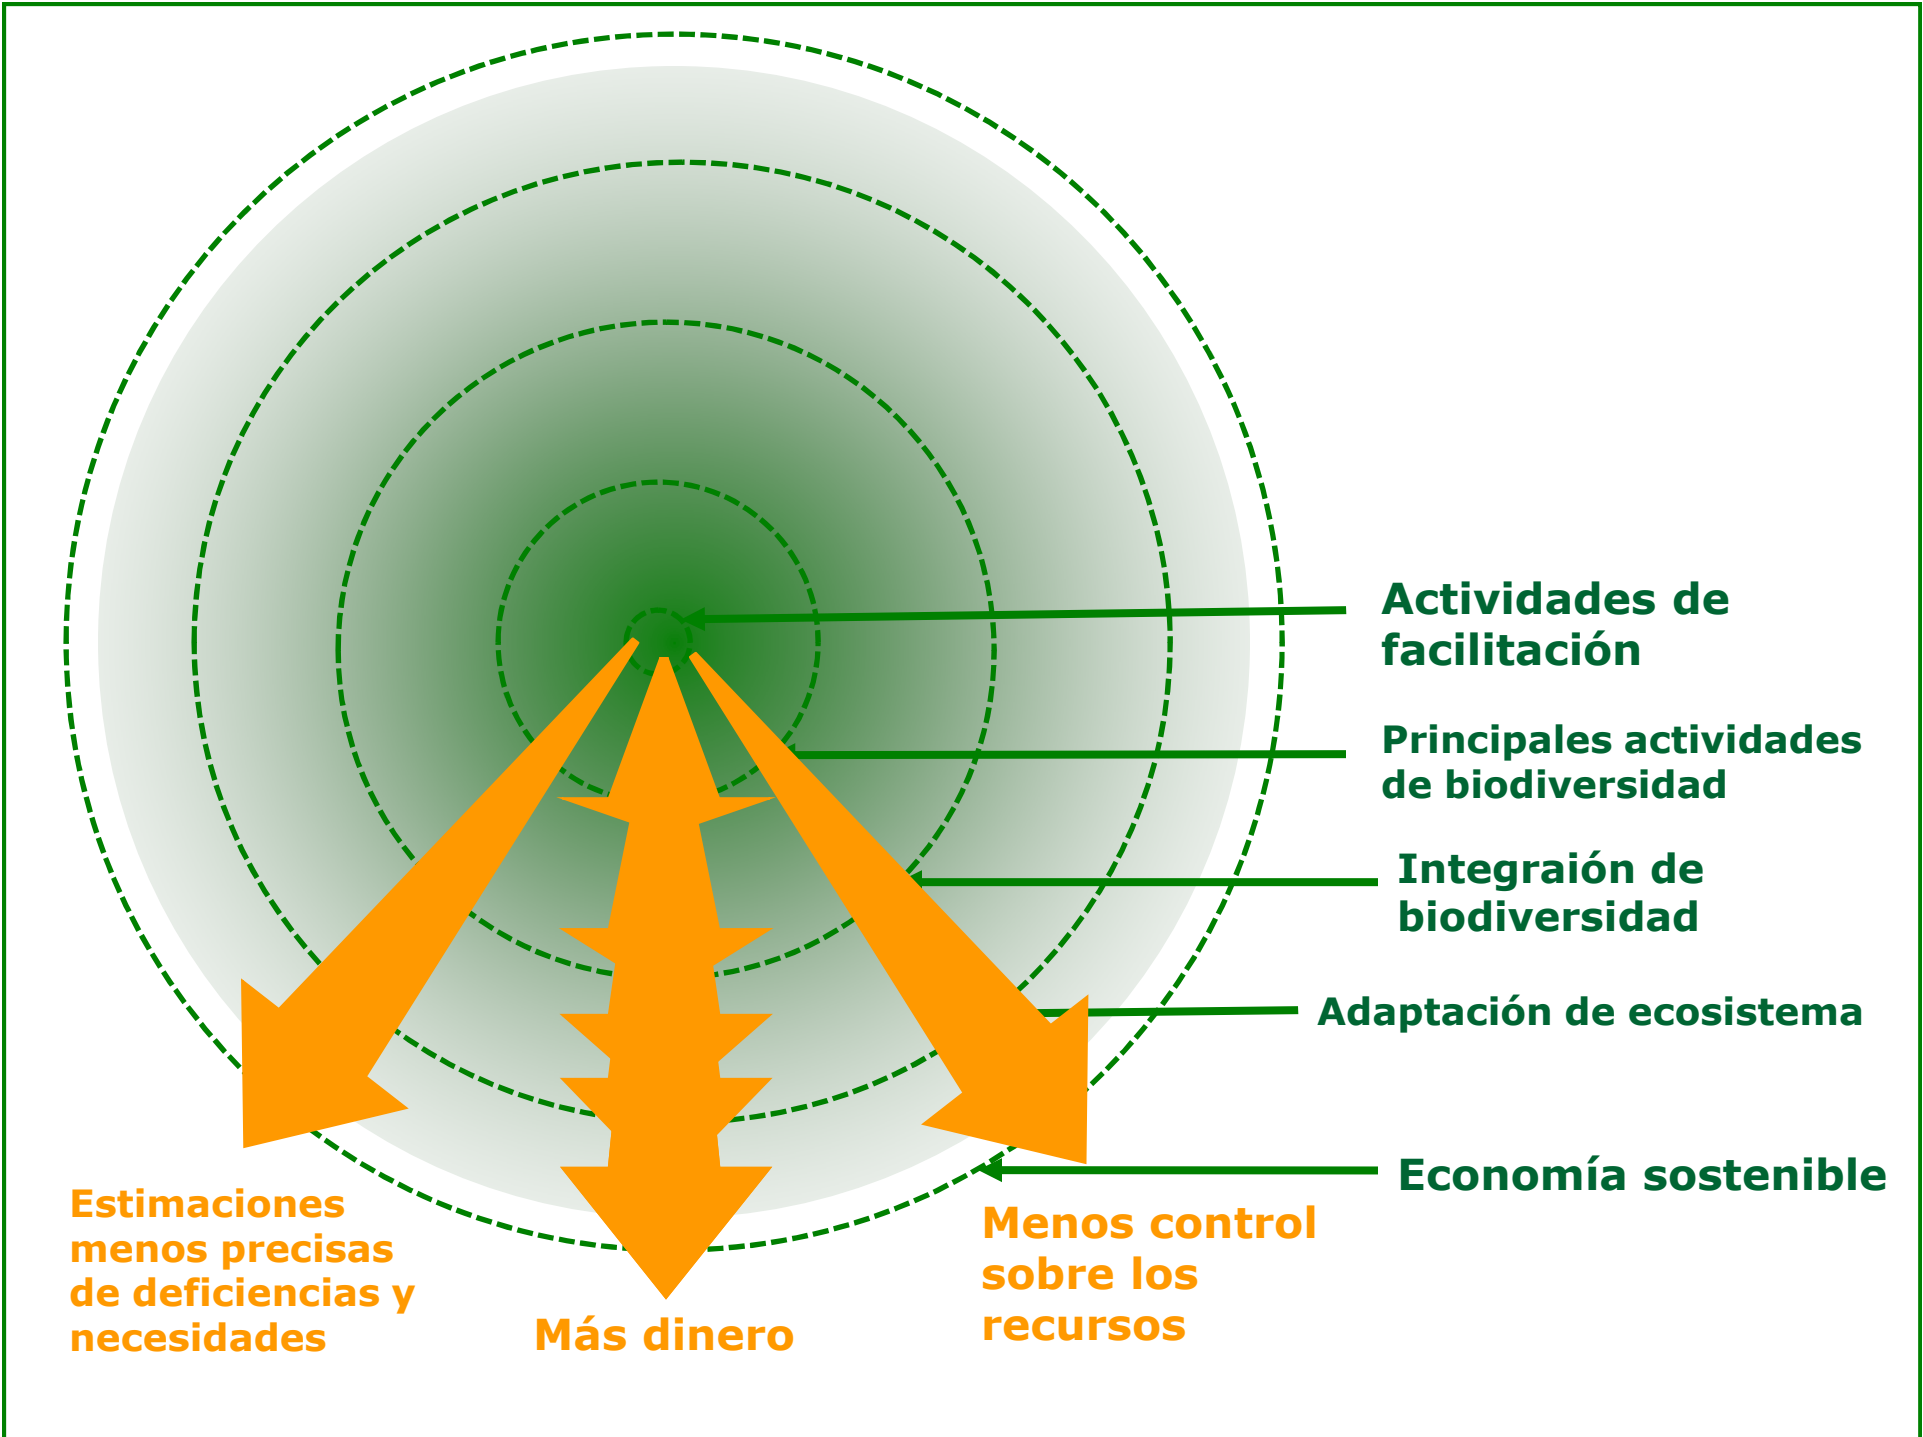 Actividades de
facilitación
Principales actividades
de biodiversidad
Integraión de
biodiversidad
Adaptación de ecosistema
Economía sostenible
Estimaciones
menos precisas
de deficiencias y
necesidades
Más dinero
Menos control
sobre los
recursos